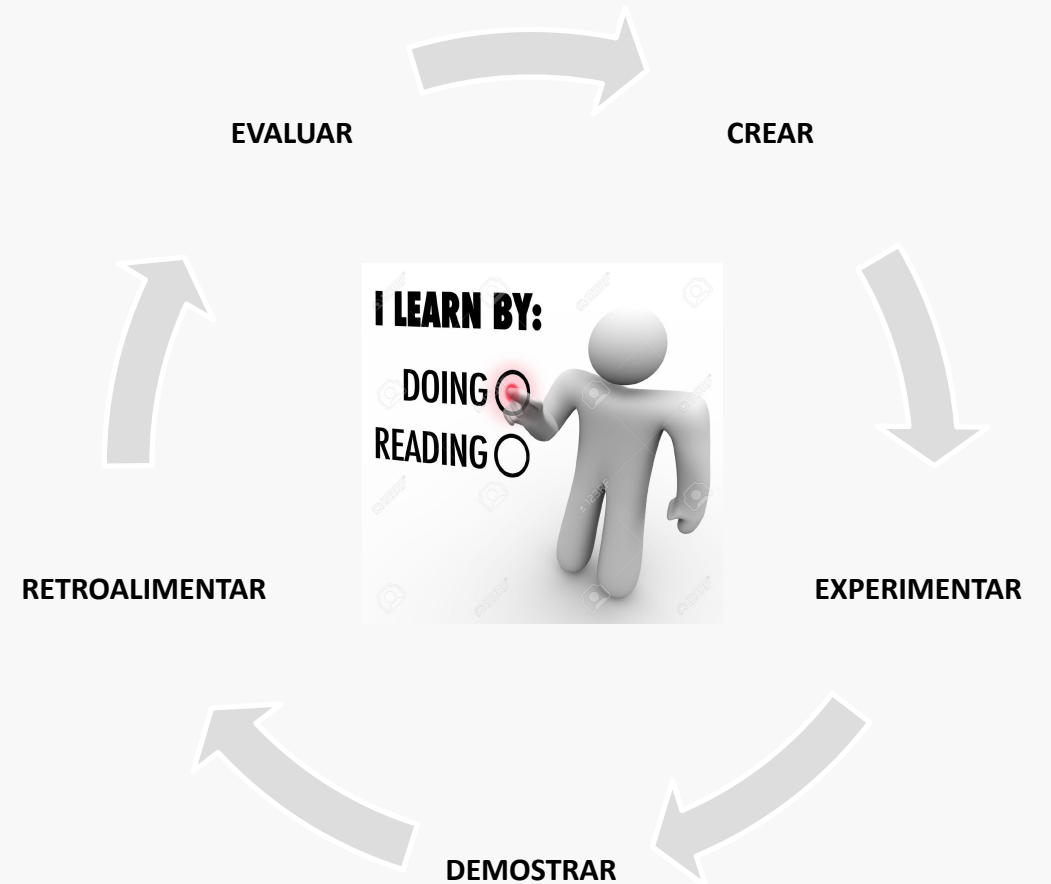 EVALUAR
CREAR
I LEARN BY:
DOING
READING
RETROALIMENTAR
EXPERIMENTAR
DEMOSTRAR